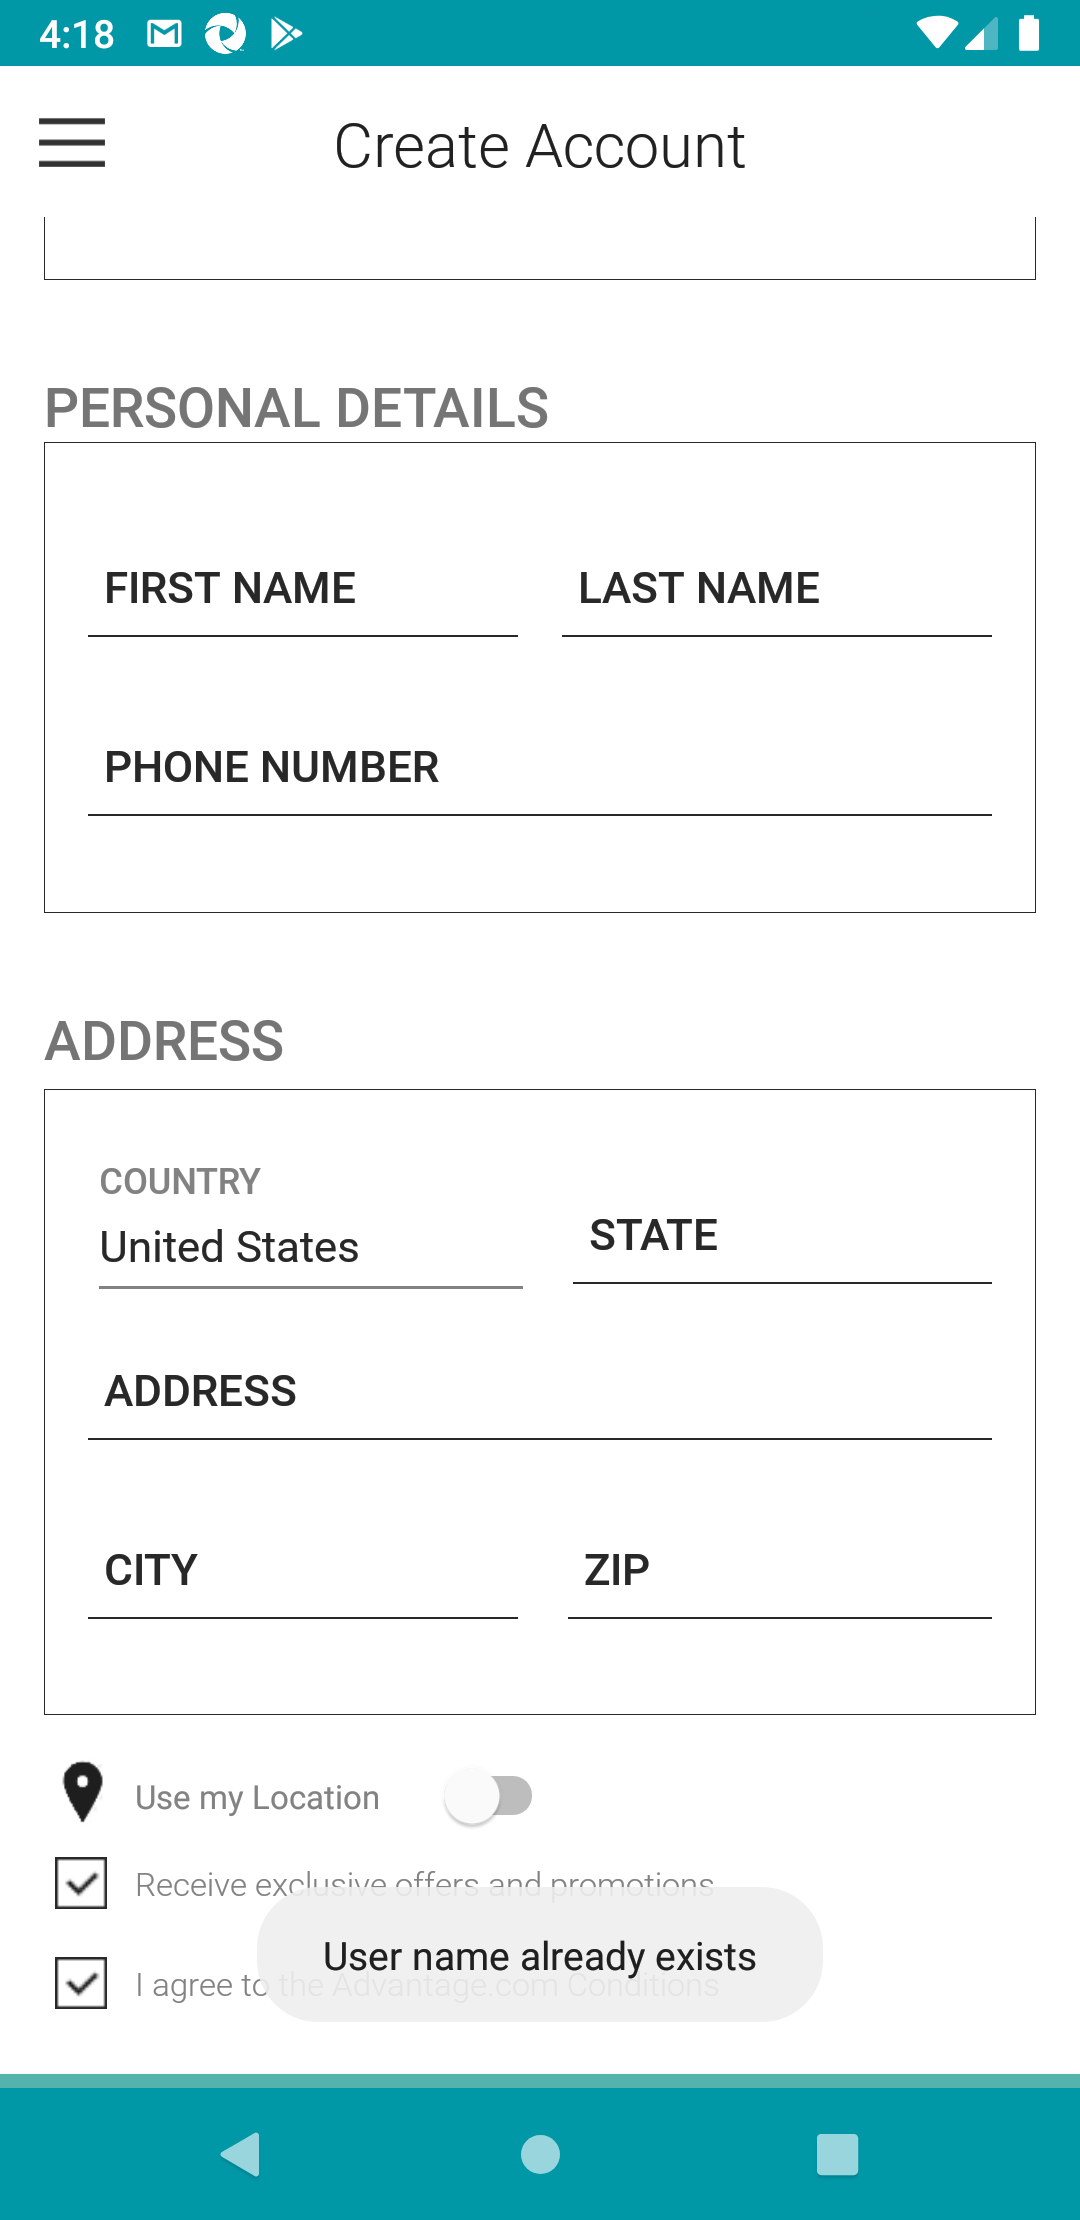 4:18
Create Account
PERSONAL DETAILS
FIRST NAME
LAST NAME
PHONE NUMBER
ADDRESS
COUNTRY
United States
STATE
ADDRESS
CITY
ZIP
Use my Location
Receive exclusive offers and promotions
User name already exists
I agree to the Advantage.com Conditions